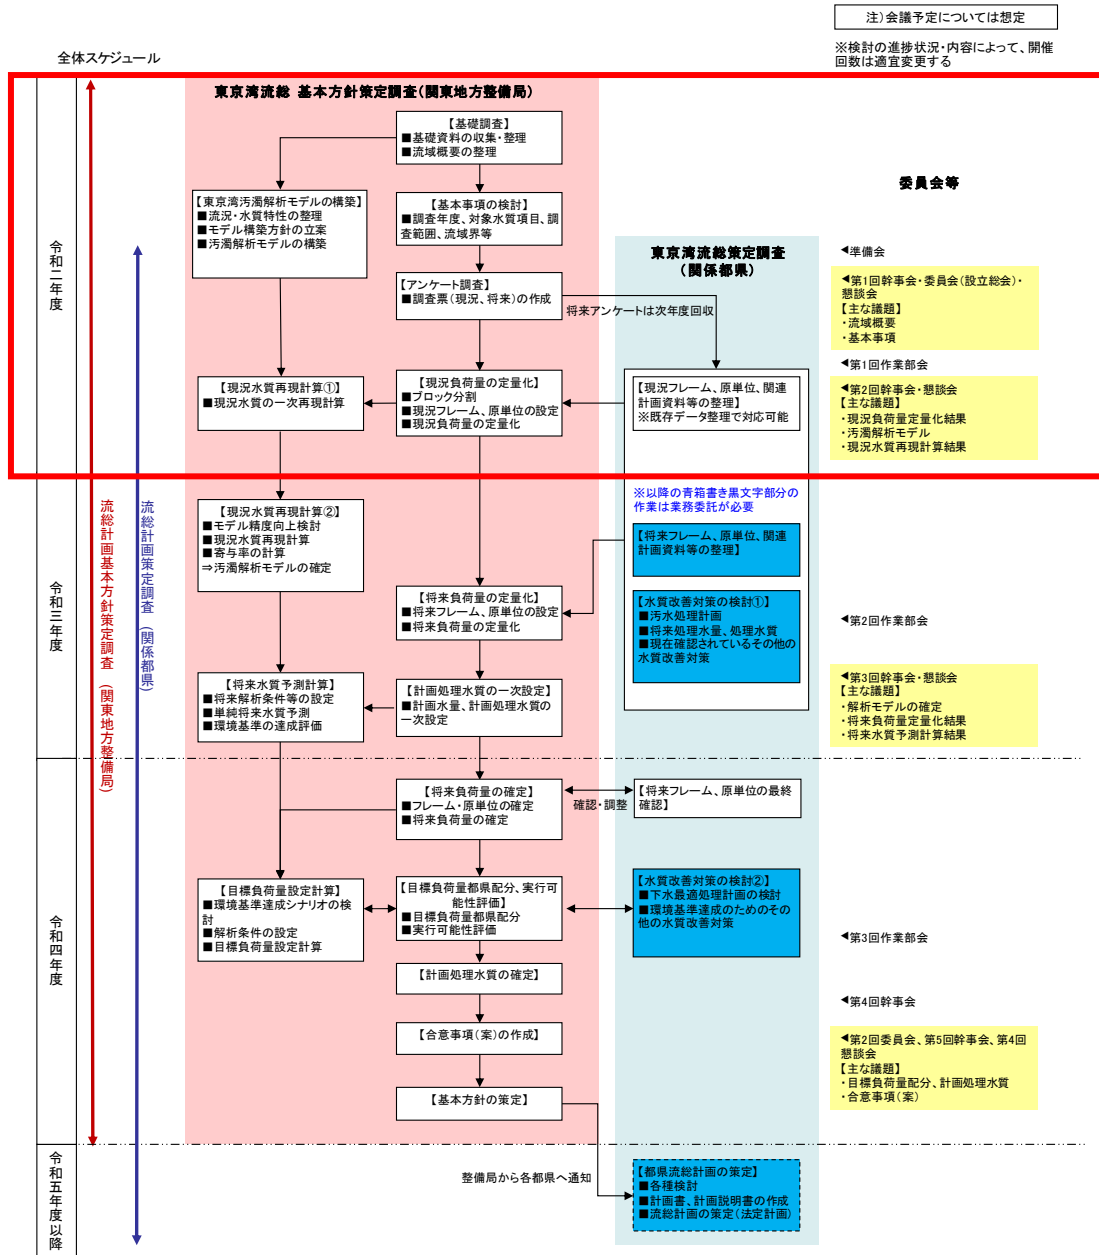 注)会議予定については想定
※検討の進捗状況・内容によって、開催
回数は適宜変更する
全体スケジュール
東京湾流総 基本方針策定調査(関東地方整備局)
委員会等
令和二年度
【基礎調査】
■基礎資料の収集・整理
■流域概要の整理
【東京湾汚濁解析モデルの構築】
■流況・水質特性の整理
■モデル構築方針の立案
■汚濁解析モデルの構築
【基本事項の検討】
■調査年度、対象水質項目、調
査範囲、流域界等
東京湾流総策定調査
(関係都県)
◀準備会
【アンケート調査】
■調査票(現況、将来)の作成
将来アンケートは次年度回収
◀第1回幹事会・委員会(設立総会)・
懇談会
【主な議題】
・流域概要
・基本事項
◀第1回作業部会
【現況水質再現計算①】
■現況水質の一次再現計算
【現況負荷量の定量化】
■ブロック分割
■現況フレーム、原単位の設定
■現況負荷量の定量化
【現況フレーム、原単位、関連
計画資料等の整理】
※既存データ整理で対応可能
◀第2回幹事会・懇談会
【主な議題】
・現況負荷量定量化結果
・汚濁解析モデル
・現況水質再現計算結果
流総計画基本方針策定調査(関東地方整備局)
流総計画策定調査(関係都県)
令和三年度
【現況水質再現計算②】
■モデル精度向上検討
■現況水質再現計算
■寄与率の計算
⇒汚濁解析モデルの確定
※以降の青箱書き黒文字部分の
作業は業務委託が必要
【将来フレーム、原単位、関連
計画資料等の整理】
【将来負荷量の定量化】
■将来フレーム、原単位の設定
■将来負荷量の定量化
【水質改善対策の検討①】
■汚水処理計画
■将来処理水量、処理水質
■現在確認されているその他の
水質改善対策
◀第2回作業部会
【将来水質予測計算】
■将来解析条件等の設定
■単純将来水質予測
■環境基準の達成評価
【計画処理水質の一次設定】
■計画水量、計画処理水質の
一次設定
◀第3回幹事会・懇談会
【主な議題】
・解析モデルの確定
・将来負荷量定量化結果
・将来水質予測計算結果
令和四年度
【将来負荷量の確定】
■フレーム・原単位の確定
■将来負荷量の確定
確認・調整
【将来フレーム、原単位の最終
確認】
【目標負荷量設定計算】
■環境基準達成シナリオの検
討
■解析条件の設定
■目標負荷量設定計算
【目標負荷量都県配分、実行可
能性評価】
■目標負荷量都県配分
■実行可能性評価
【水質改善対策の検討②】
■下水最適処理計画の検討
■環境基準達成のためのその
他の水質改善対策
◀第3回作業部会
【計画処理水質の確定】
◀第4回幹事会
【合意事項(案)の作成】
◀第2回委員会、第5回幹事会、第4回
懇談会
【主な議題】
・目標負荷量配分、計画処理水質
・合意事項(案)
【基本方針の策定】
令和五年度以降
整備局から各都県へ通知
【都県流総計画の策定】
■各種検討
■計画書、計画説明書の作成
■流総計画の策定(法定計画)